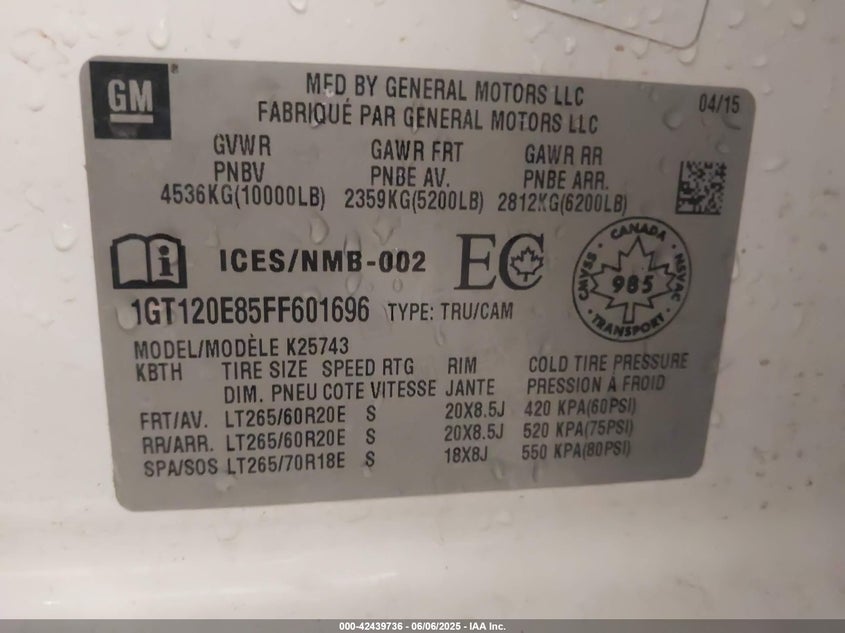 GM
MFD BY GENERAL MOTORS LLC
04/15
FABRIQUÉ PAR GENERAL MOTORS LLC
GVWR GAWR FRT GAWR RR
PNBV PNBE AV. PNBE ARR.
4536KG(10000LB) 2359KG(5200LB) 2812KG(6200LB)
ICES/NMB-002 EC
CANADA
CMVSS 985 NSVAC
TRANSPORT
1GT120E85FF601696 TYPE: TRU/CAM
MODEL/MODÈLE K25743
KBTH TIRE SIZE SPEED RTG RIM COLD TIRE PRESSURE
DIM. PNEU COTE VITESSE JANTE PRESSION À FROID
FRT/AV. LT265/60R20E S 20X8.5J 420 KPA(60PSI)
RR/ARR. LT265/60R20E S 20X8.5J 520 KPA(75PSI)
SPA/SOS LT265/70R18E S 18X8J 550 KPA(80PSI)
000-42439736 - 06/06/2025 - IAA Inc.